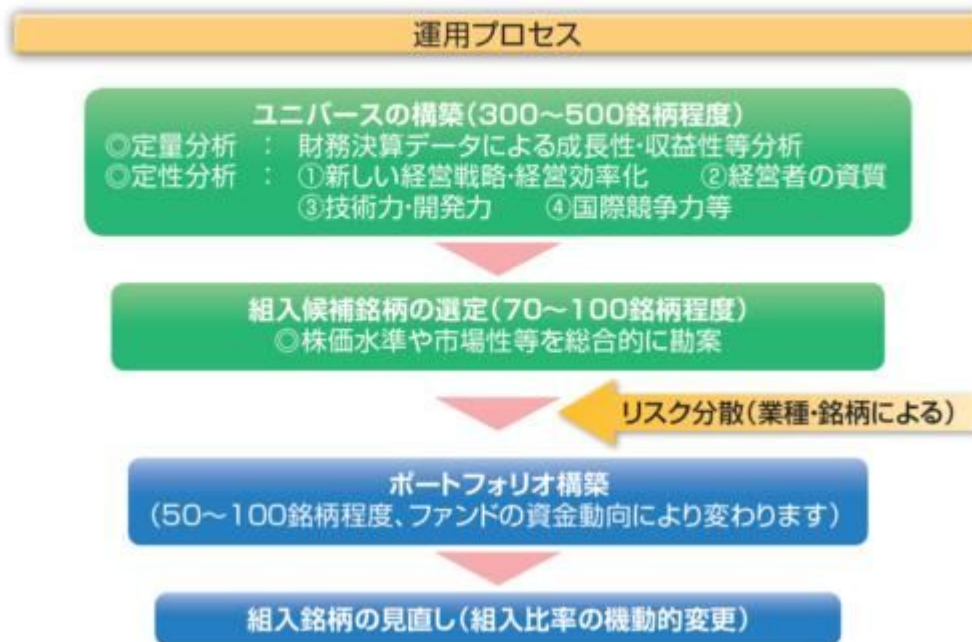 運用プロセス
ユニバースの構築(300〜500銘柄程度)
◎定量分析 : 財務決算データによる成長性・収益性等分析
◎定性分析 : ①新しい経営戦略・経営効率化 ②経営者の資質
③技術力・開発力 ④国際競争力等
組入候補銘柄の選定(70〜100銘柄程度)
◎株価水準や市場性等を総合的に勘案
リスク分散(業種・銘柄による)
ポートフォリオ構築
(50〜100銘柄程度、ファンドの資金動向により変わります)
組入銘柄の見直し(組入比率の機動的変更)